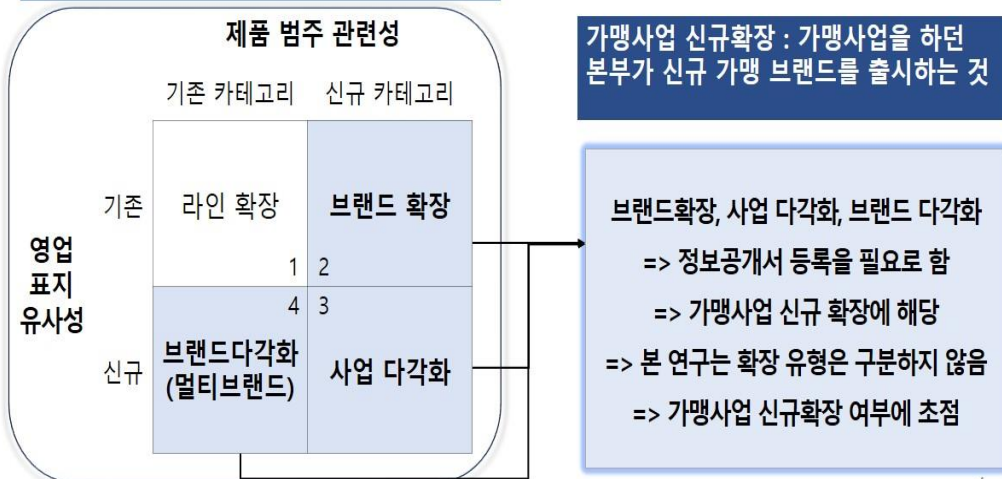 제품 범주 관련성
기존 카테고리 신규 카테고리
영업
표지
유사성
기존
라인 확장
1
브랜드 확장
2
신규
4
브랜드다각화
(멀티브랜드)
3
사업 다각화
가맹사업 신규확장 : 가맹사업을 하던
본부가 신규 가맹 브랜드를 출시하는 것
브랜드확장, 사업 다각화, 브랜드 다각화
=> 정보공개서 등록을 필요로 함
=> 가맹사업 신규 확장에 해당
=> 본 연구는 확장 유형은 구분하지 않음
=> 가맹사업 신규확장 여부에 초점